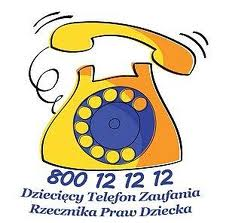 800 12 12 12
Dziecięcy Telefon Zaufania
Rzecznika Praw Dziecka